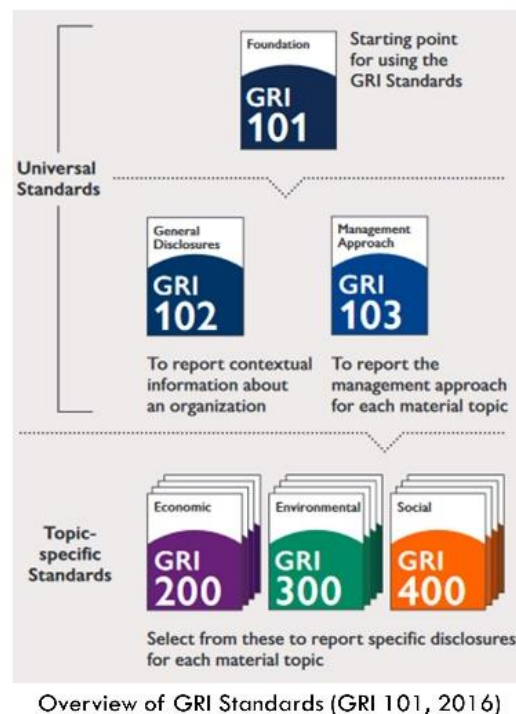 Foundation
GRI
101
Starting point
for using the
GRI Standards
Universal
Standards
General
Disclosures
GRI
102
Management
Approach
GRI
103
To report contextual
information about
an organization
To report the
management approach
for each material topic
Topic-
specific
Standards
Economic
GRI
200
Environmental
GRI
300
Social
GRI
400
Select from these to report specific disclosures
for each material topic
Overview of GRI Standards (GRI 101, 2016)